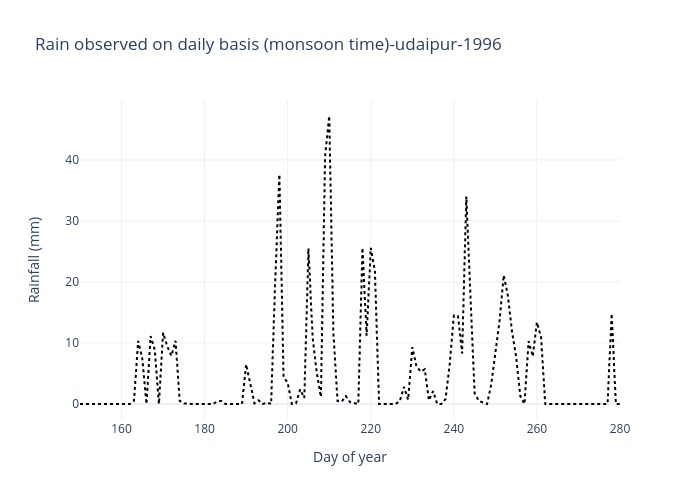 Rain observed on daily basis (monsoon time)-udaipur-1996
40
30
20
10
0
Rainfall (mm)
160 180 200 220 240 260 280
Day of year